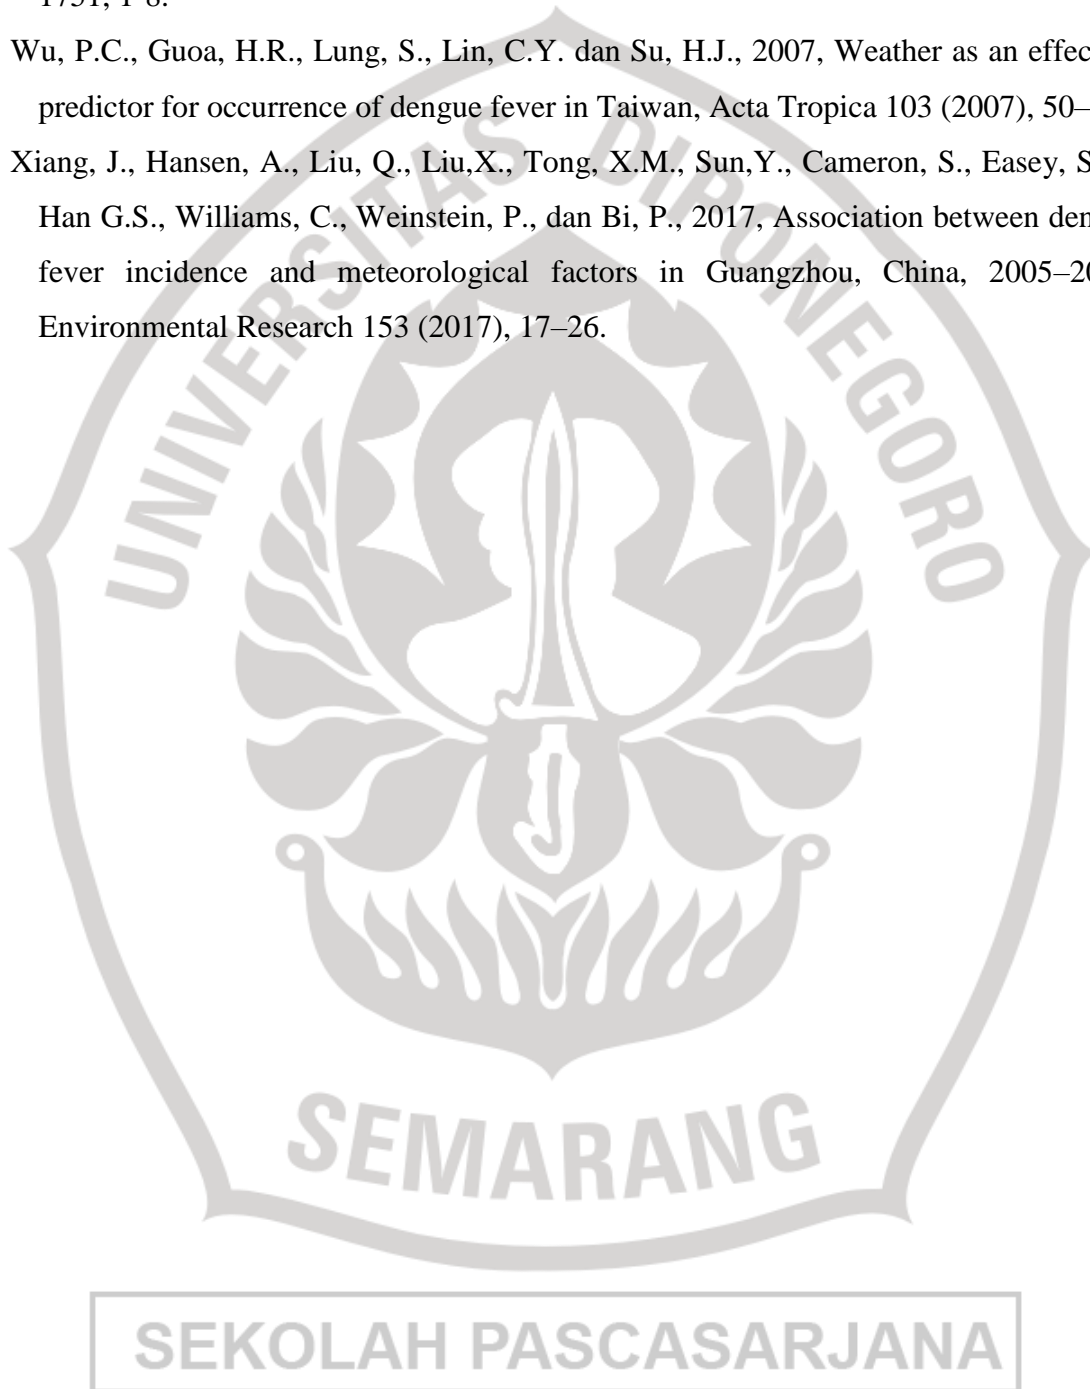 1751, 1-8.
Wu, P.C., Guoa, H.R., Lung, S., Lin, C.Y. dan Su, H.J., 2007, Weather as an effec
predictor for occurrence of dengue fever in Taiwan, Acta Tropica 103 (2007), 50–
Xiang, J., Hansen, A., Liu, Q., Liu,X., Tong, X.M., Sun,Y., Cameron, S., Easey, S
Han G.S., Williams, C., Weinstein, P., dan Bi, P., 2017, Association between den
fever incidence and meteorological factors in Guangzhou, China, 2005–20
Environmental Research 153 (2017), 17–26.
UNIVERSITAS DIPONEGORO
SEMARANG
SEKOLAH PASCASARJANA